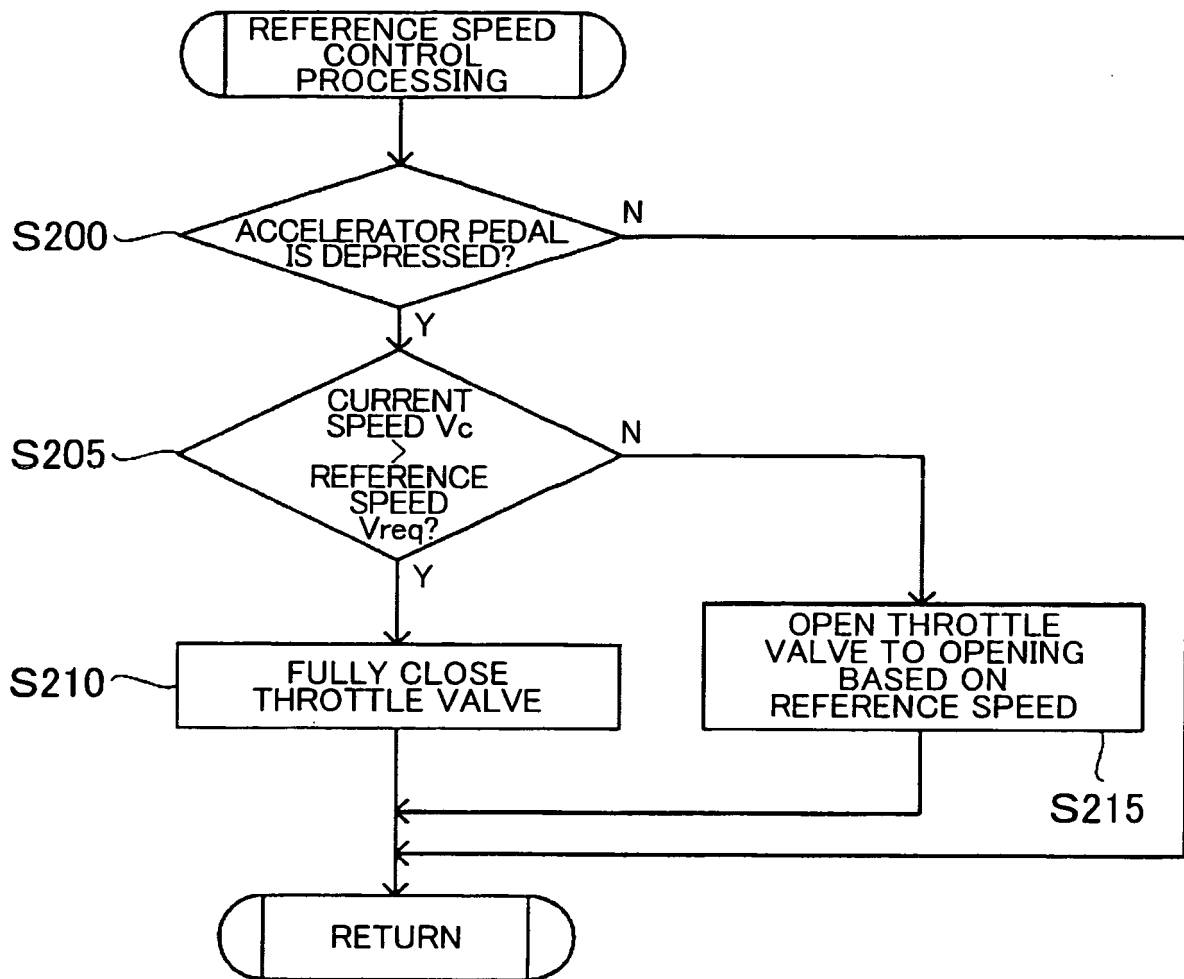 REFERENCE SPEED
CONTROL
PROCESSING
S200
ACCELERATOR PEDAL
IS DEPRESSED?
N
Y
S205
CURRENT
SPEED Vc
>
REFERENCE
SPEED
Vreq?
N
Y
S210
FULLY CLOSE
THROTTLE VALVE
OPEN THROTTLE
VALVE TO OPENING
BASED ON
REFERENCE SPEED
S215
RETURN